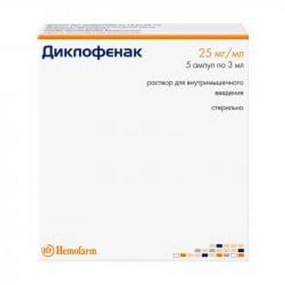 Диклофенак
25 мг/мл
5 ампул по 3 мл
раствор для внутримышечного
введения
стерильно
Hemofarm